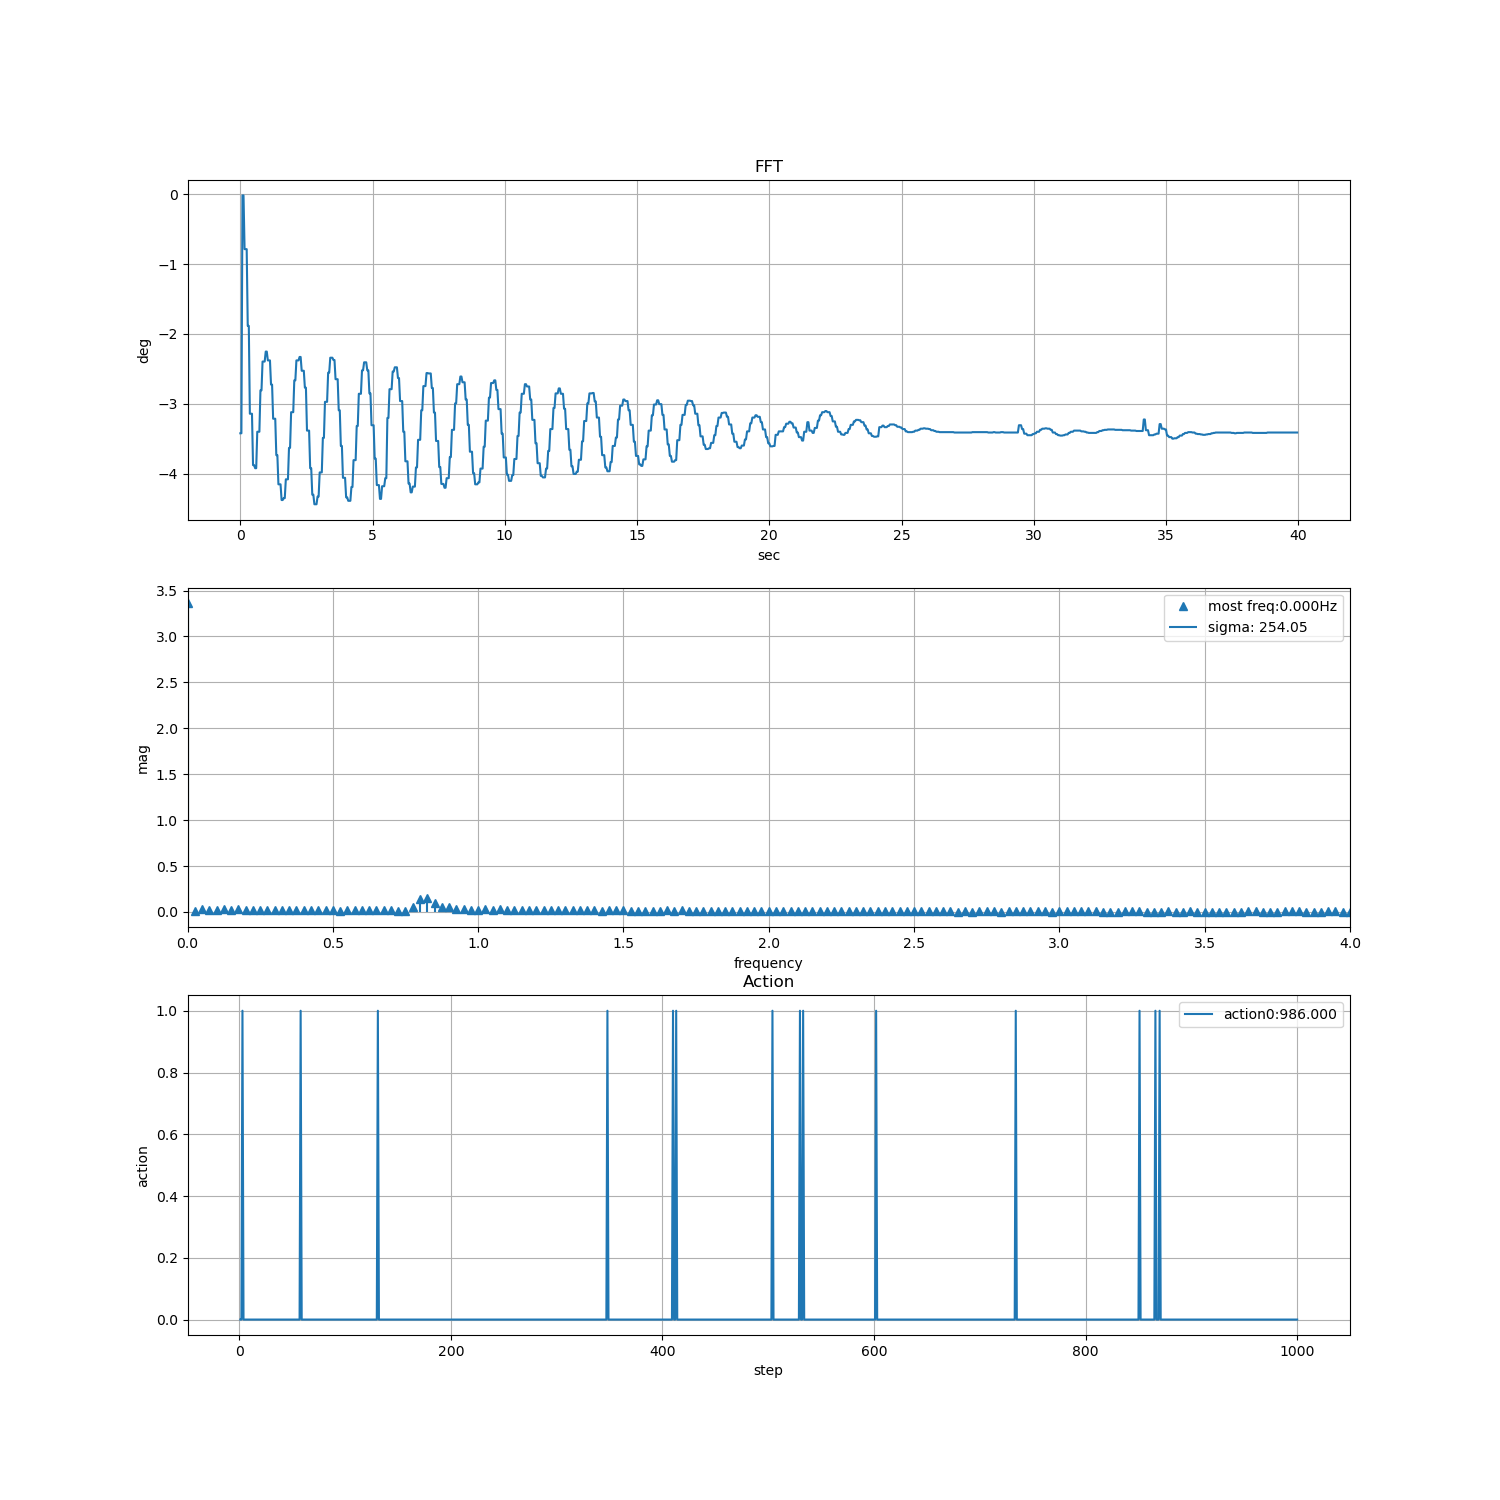 FFT
0
−1
−2
−3
−4
deg
0 5 10 15 20 25 30 35 40
sec
3.5
3.0
2.5
2.0
1.5
1.0
0.5
0.0
mag
most freq:0.000Hz
sigma: 254.05
0.0 0.5 1.0 1.5 2.0 2.5 3.0 3.5 4.0
frequency
Action
1.0
0.8
0.6
0.4
0.2
0.0
action
action0:986.000
0 200 400 600 800 1000
step